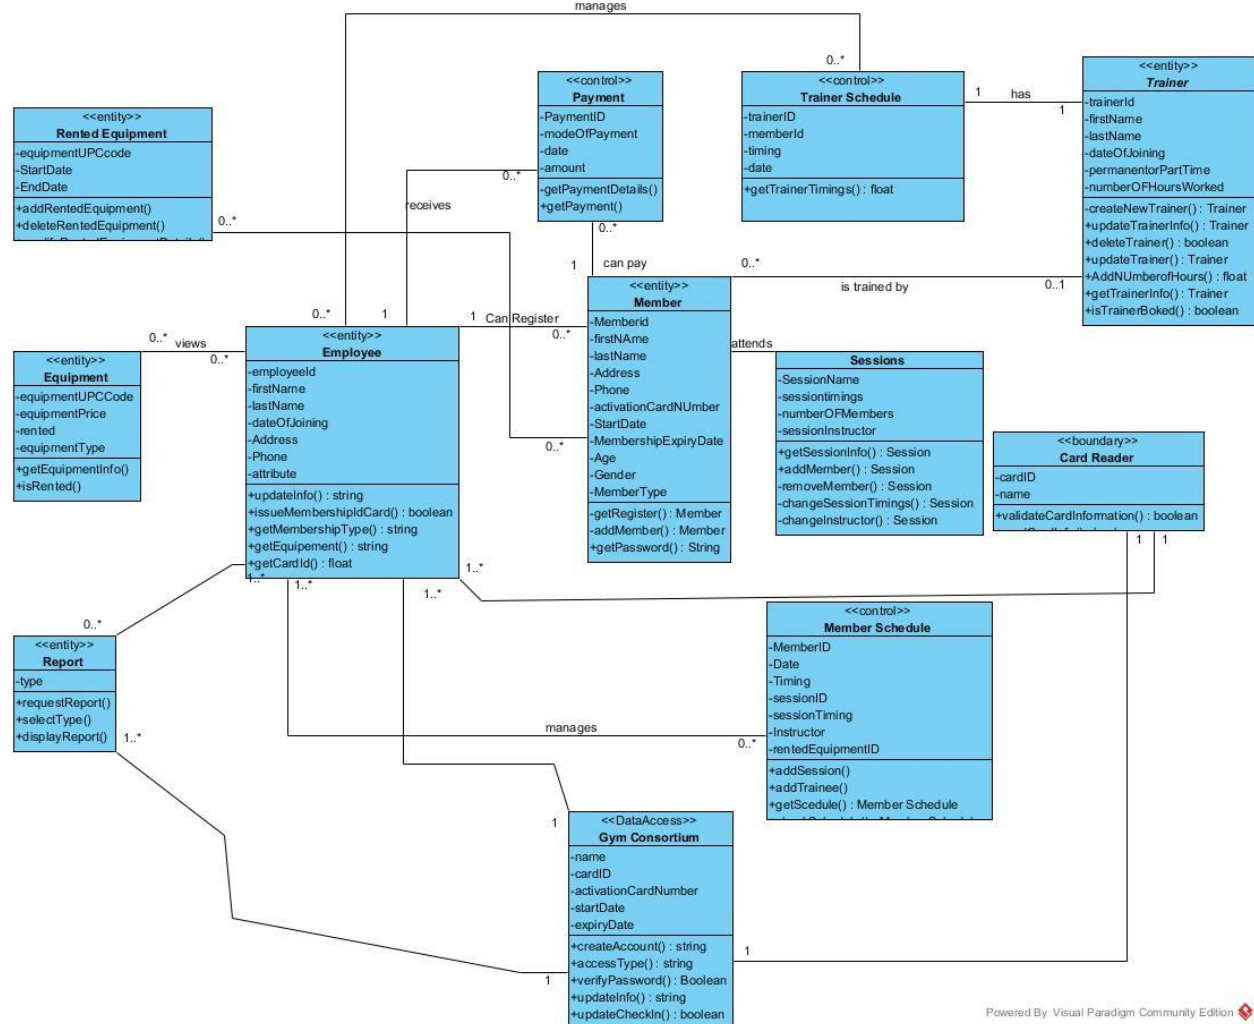 manages
0..*
<<control>>
Payment
-PaymentID
-modeOfPayment
-date
-amount
-getPaymentDetails()
+getPayment()
<<control>>
Trainer Schedule
-trainerID
-memberId
-timing
-date
+getTrainerTimings() : float
1
has
1
<<entity>>
Trainer
-trainerId
-firstName
-lastName
-dateOfJoining
-permanentorPartTime
-numberOFHoursWorked
-createNewTrainer() : Trainer
+updateTrainerInfo() : Trainer
+deleteTrainer() : boolean
+updateTrainer() : Trainer
+AddNUmberofHours() : float
+getTrainerInfo() : Trainer
+isTrainerBoked() : boolean
<<entity>>
Rented Equipment
-equipmentUPCcode
-StartDate
-EndDate
+addRentedEquipment()
+deleteRentedEquipment()
0..*
0..*
receives
0..*
1
can pay
0..*
is trained by
0..1
<<entity>>
Member
-Memberid
-firstNAme
-lastName
-Address
-Phone
-activationCardNUmber
-StartDate
-MembershipExpiryDate
-Age
-Gender
-MemberType
-getRegister() : Member
-addMember() : Member
+getPassword() : String
0..*
1
1
Can Register
0..*
0..*
views
0..*
<<entity>>
Equipment
-equipmentUPCCode
-equipmentPrice
-rented
-equipmentType
+getEquipmentInfo()
+isRented()
<<entity>>
Employee
-employeeId
-firstName
-lastName
-dateOfJoining
-Address
-Phone
-attribute
+updateInfo() : string
+issueMembershipIdCard() : boolean
+getMembershipType() : string
+getEquipement() : string
+getCardId() : float
0..*
attends
Sessions
-SessionName
-sessiontimings
-numberOFMembers
-sessionInstructor
+getSessionInfo() : Session
+addMember() : Session
-removeMember() : Session
-changeSessionTimings() : Session
-changeInstructor() : Session
<<boundary>>
Card Reader
-cardID
-name
+validateCardInformation() : boolean
1
1
1..*
1..*
1..*
1..*
0..*
<<entity>>
Report
-type
+requestReport()
+selectType()
+displayReport()
1..*
manages
0..*
<<control>>
Member Schedule
-MemberID
-Date
-Timing
-sessionID
-sessionTiming
-Instructor
-rentedEquipmentID
+addSession()
+addTrainee()
+getScedule() : Member Schedule
1
<<DataAccess>>
Gym Consortium
-name
-cardID
-activationCardNumber
-startDate
-expiryDate
+createAccount() : string
+accessType() : string
+verifyPassword() : Boolean
+updateInfo() : string
+updateCheckIn() : boolean
1
1
Powered By Visual Paradigm Community Edition